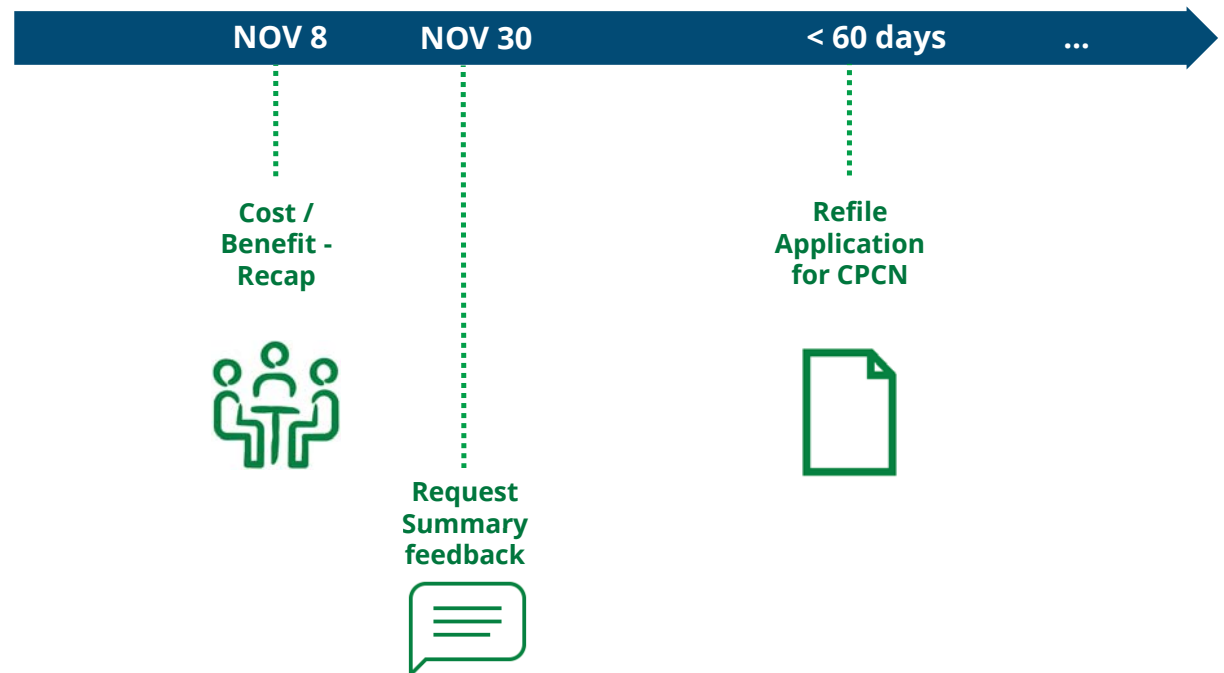 NOV 8
NOV 30
< 60 days
...
Cost /
Benefit -
Recap
Refile
Application
for CPCN
Request
Summary
feedback